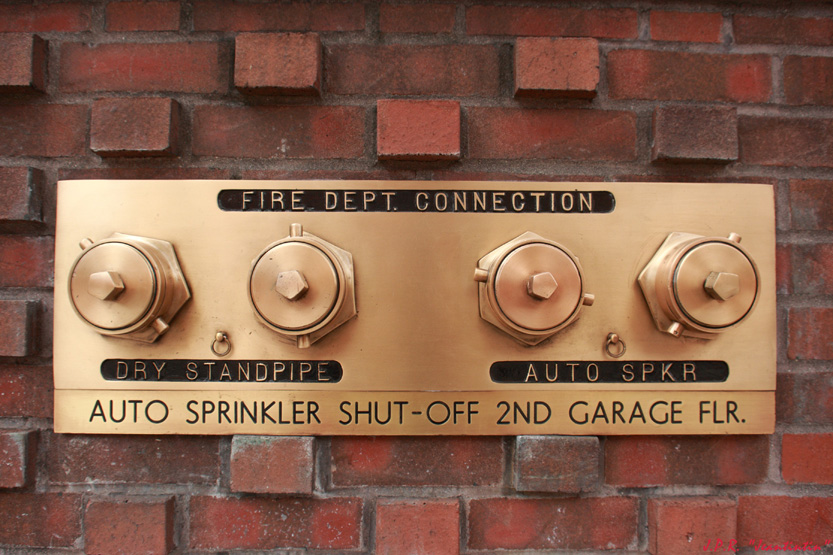 FIRE DEPT. CONNECTION
DRY STANDPIPE
AUTO SPKR
AUTO SPRINKLER SHUT-OFF 2ND GARAGE FLR.